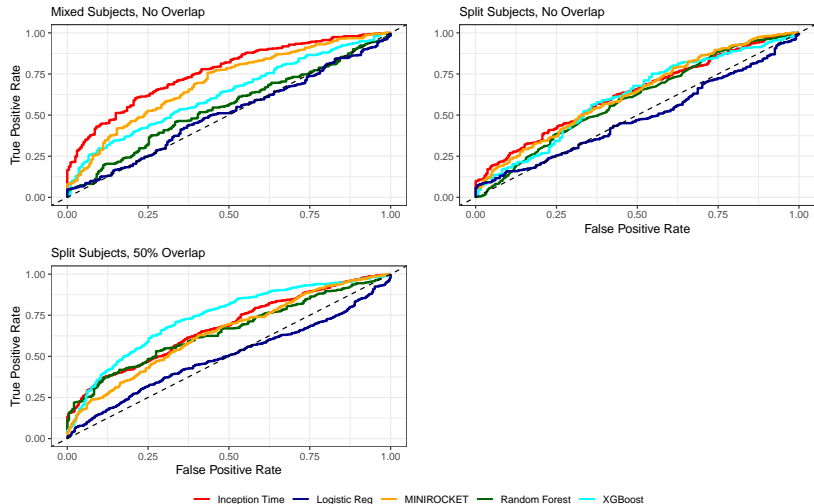 Mixed Subjects, No Overlap
Split Subjects, No Overlap
True Positive Rate
1.00
0.75
0.50
0.25
0.00
0.00 0.25 0.50 0.75 1.00
1.00
0.75
0.50
0.25
0.00
0.00 0.25 0.50 0.75 1.00
False Positive Rate
Split Subjects, 50% Overlap
True Positive Rate
1.00
0.75
0.50
0.25
0.00
0.00 0.25 0.50 0.75 1.00
False Positive Rate
Inception Time Logistic Reg MINIROCKET Random Forest XGBoost